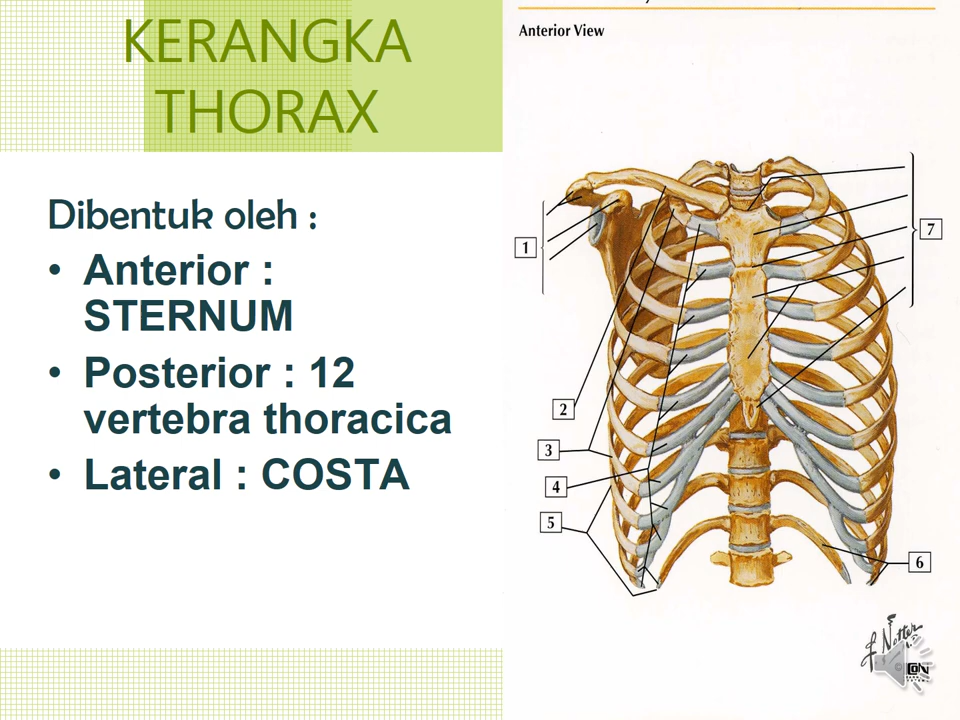 KERANGKA
THORAX
Dibentuk oleh :
• Anterior :
STERNUM
• Posterior : 12
vertebra thoracica
• Lateral : COSTA
Anterior View
1
7
2
3
4
5
6
f. Netter